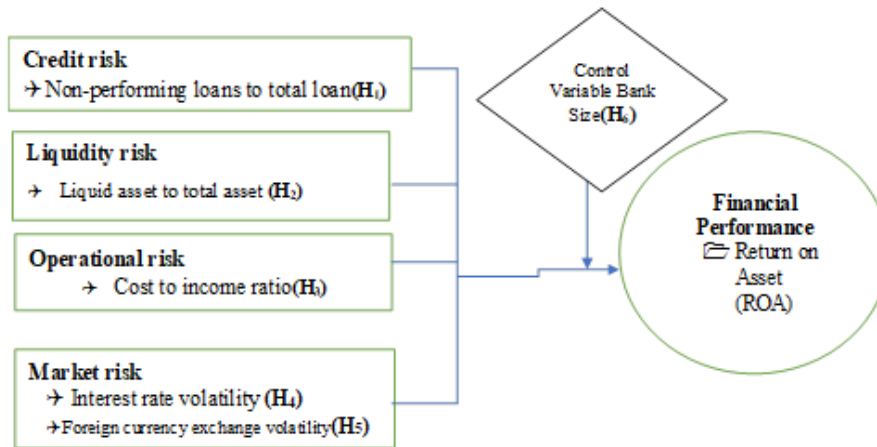 Credit risk
✈ Non-performing loans to total loan(H₁)
Liquidity risk
✈ Liquid asset to total asset (H₂)
Operational risk
✈ Cost to income ratio(H₃)
Market risk
✈ Interest rate volatility (H₄)
✈Foreign currency exchange volatility(H5)
Control
Variable Bank
Size(H₆)
Financial
Performance
Return on
Asset
(ROA)